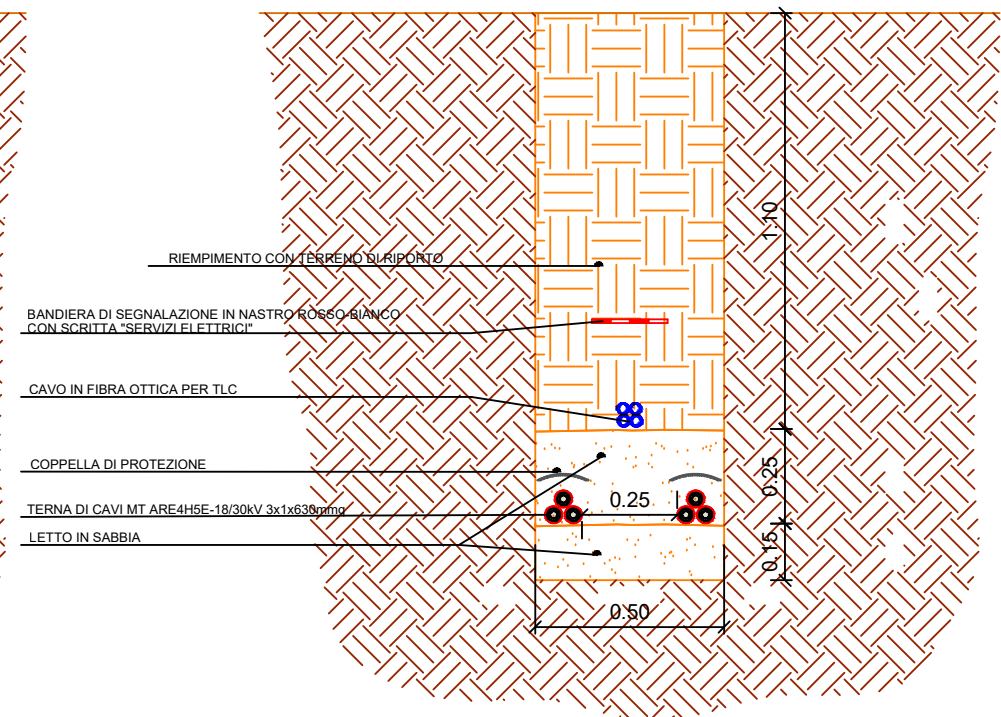 RIEMPIMENTO CON TERRENO DI RIPORTO
BANDIERA DI SEGNALAZIONE IN NASTRO ROSSO-BIANCO
CON SCRITTA "SERVIZI ELETTRICI"
CAVO IN FIBRA OTTICA PER TLC
COPPELLA DI PROTEZIONE
TERNA DI CAVI MT ARE4H5E-18/30kV 3x1x630mmq
LETTO IN SABBIA
1.10
0.25
0.25
0.15
0.50